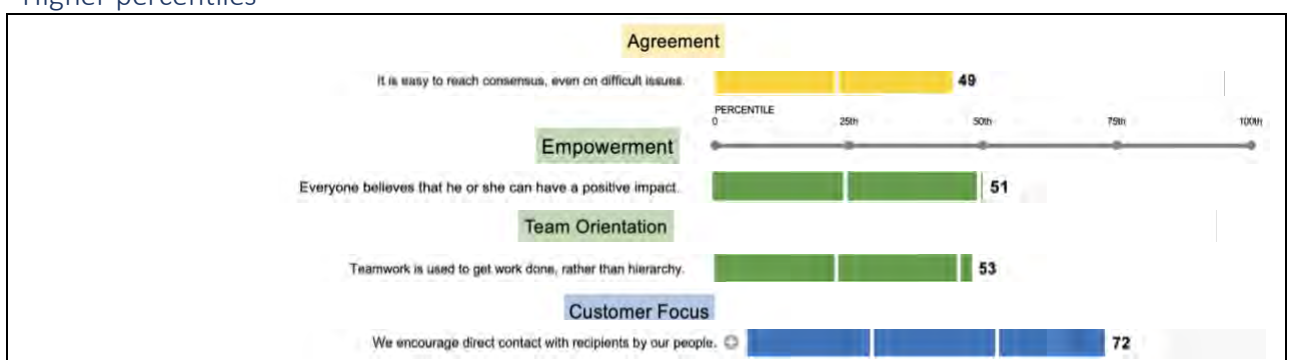 Higher percentiles
Agreement
It is easy to reach consensus, even on difficult issues. 49
PERCENTILE
0 25th 50th 75th 100th
Empowerment
Everyone believes that he or she can have a positive impact. 51
Team Orientation
Teamwork is used to get work done, rather than hierarchy. 53
Customer Focus
We encourage direct contact with recipients by our people. 72